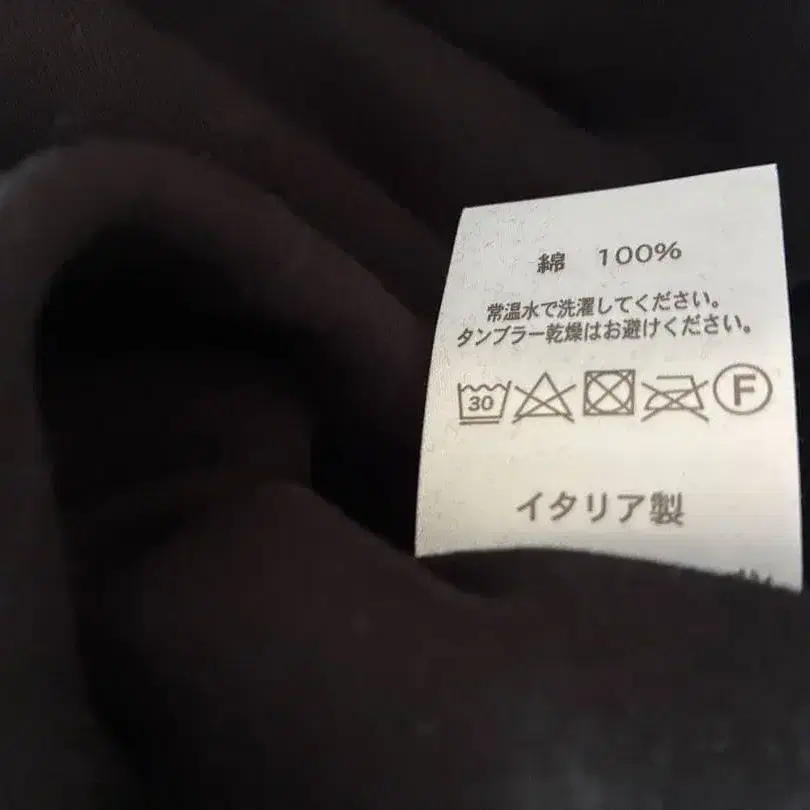 綿 100%
常温水で洗濯してください。
タンブラー乾燥はお避けください。
30 F
イタリア製